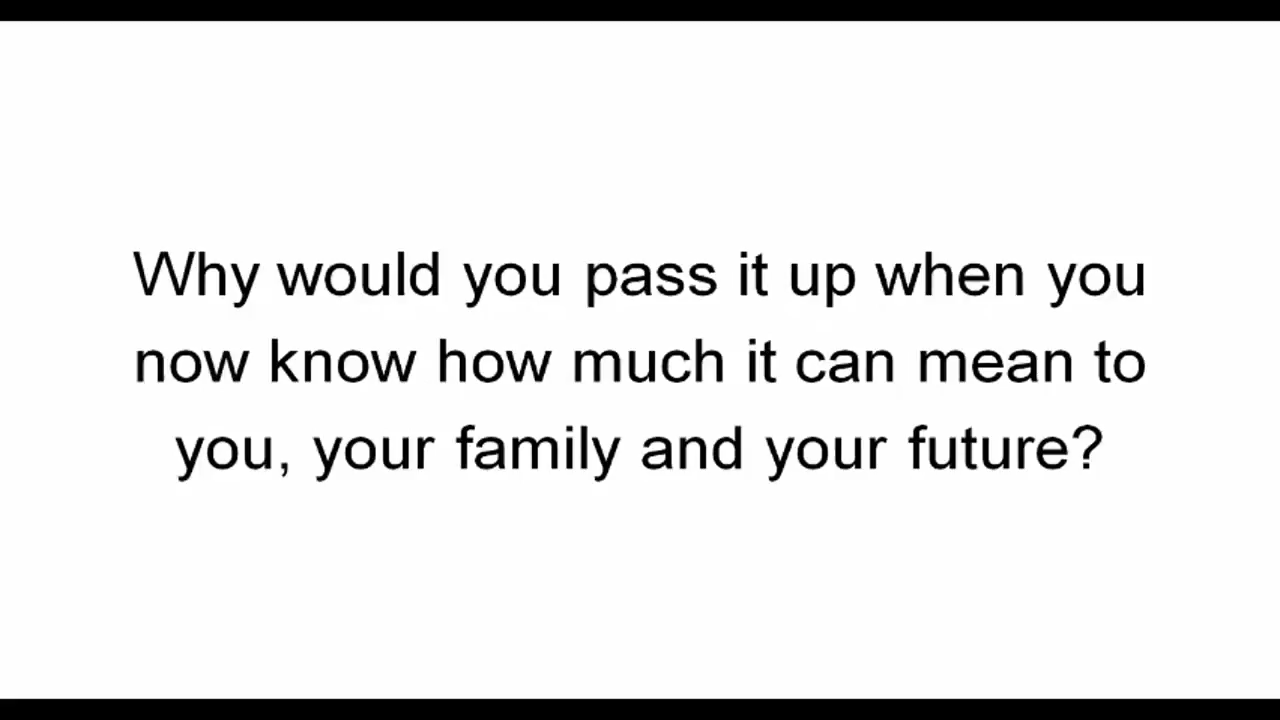 Why would you pass it up when you
now know how much it can mean to
you, your family and your future?